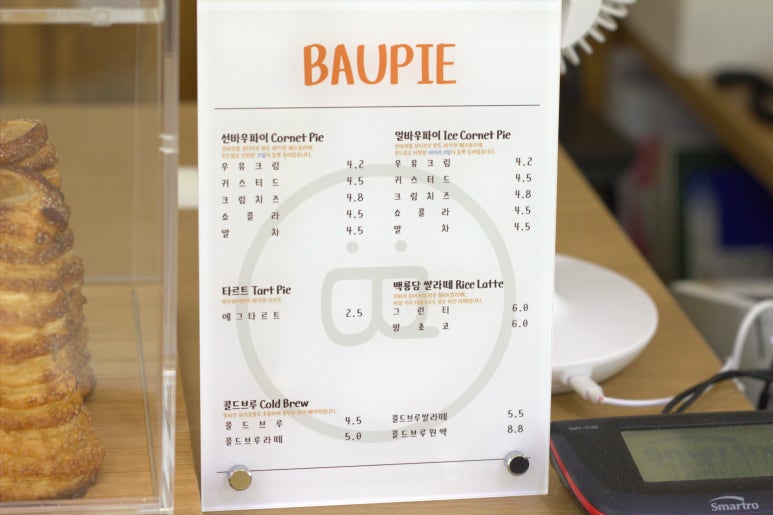 BAUPIE
선바우파이 Cornet Pie
우유크림 4.2
커스터드 4.5
크림치즈 4.8
쇼콜라 4.5
말차 4.5
얼바우파이 Ice Cornet Pie
우유크림 4.2
커스터드 4.5
크림치즈 4.8
쇼콜라 4.5
말차 4.5
타르트 Tart Pie
에그타르트 2.5
백룡담 쌀라떼 Rice Latte
그린티 6.0
밤호교 6.0
B
콜드브루 Cold Brew
콜드브루 4.5
콜드브루라떼 5.0
콜드브루쌀라떼 5.5
콜드브루원액 8.8
Smartro